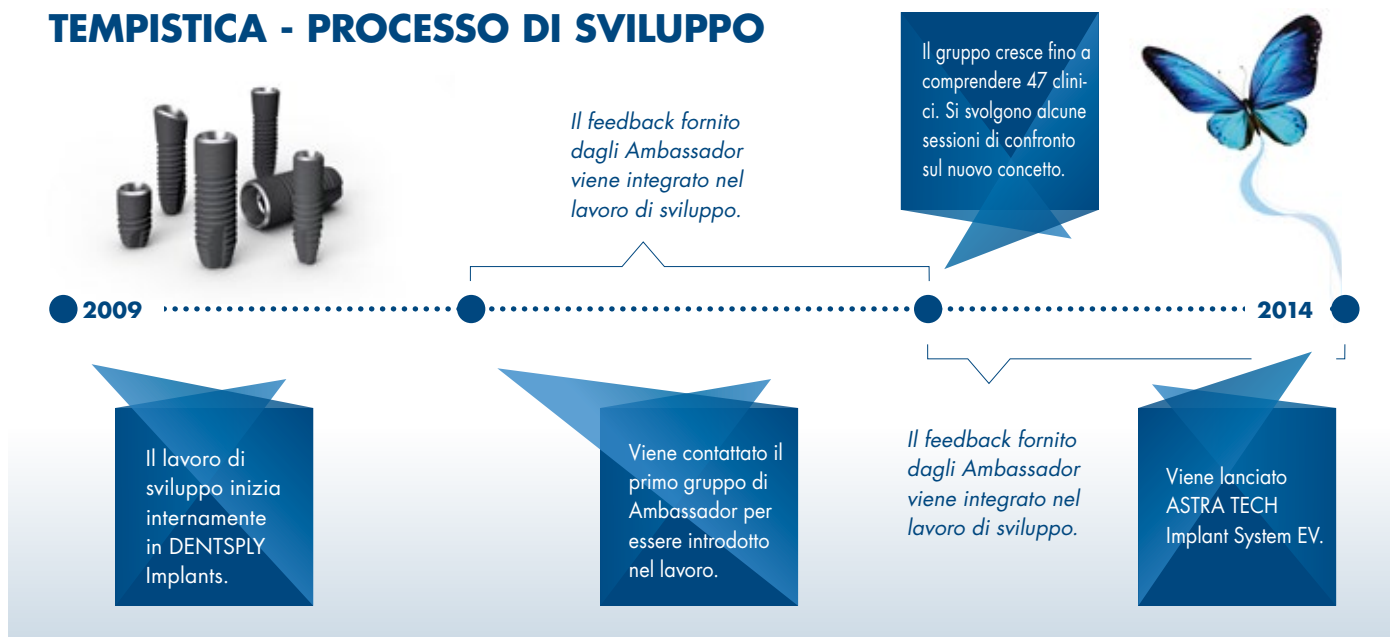 TEMPISTICA - PROCESSO DI SVILUPPO
Il feedback fornito
dagli Ambassador
viene integrato nel
lavoro di sviluppo.
Il gruppo cresce fino a
comprendere 47 clini-
ci. Si svolgono alcune
sessioni di confronto
sul nuovo concetto.
2009
2014
Il lavoro di
sviluppo inizia
internamente
in DENTSPLY
Implants.
Viene contattato il
primo gruppo di
Ambassador per
essere introdotto
nel lavoro.
Il feedback fornito
dagli Ambassador
viene integrato nel
lavoro di sviluppo.
Viene lanciato
ASTRA TECH
Implant System EV.